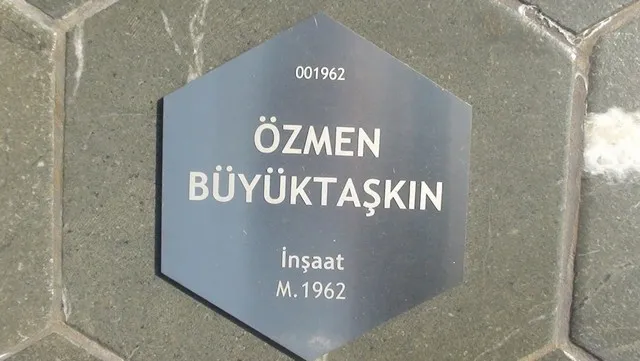 001962
ÖZMEN
BÜYÜKTAŞKIN
İnşaat
M.1962